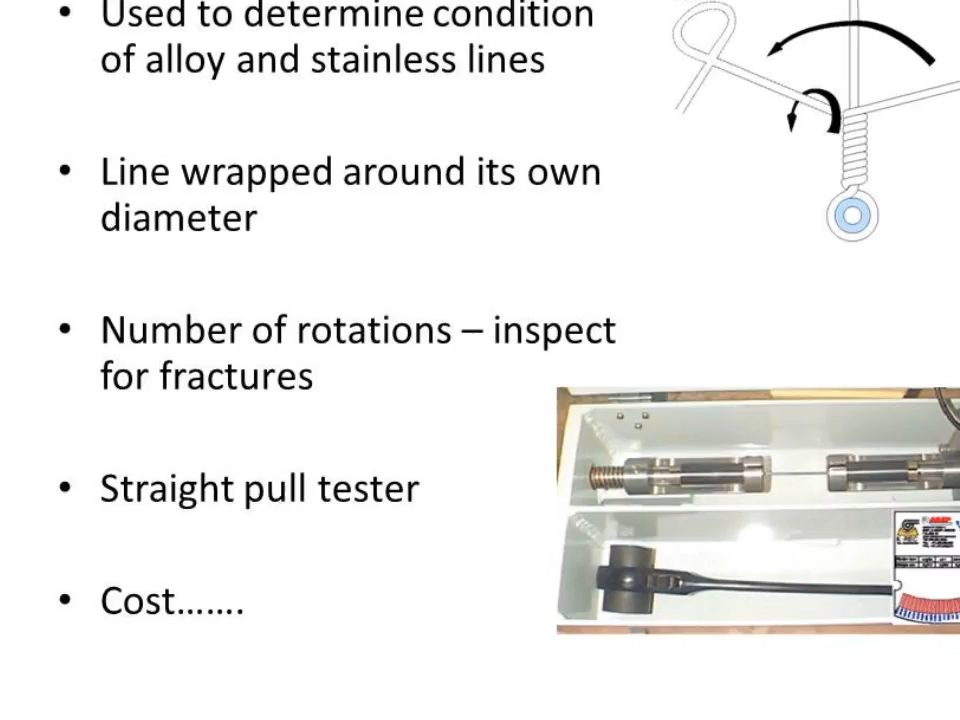 • Used to determine condition
of alloy and stainless lines
• Line wrapped around its own
diameter
• Number of rotations – inspect
for fractures
• Straight pull tester
• Cost…….